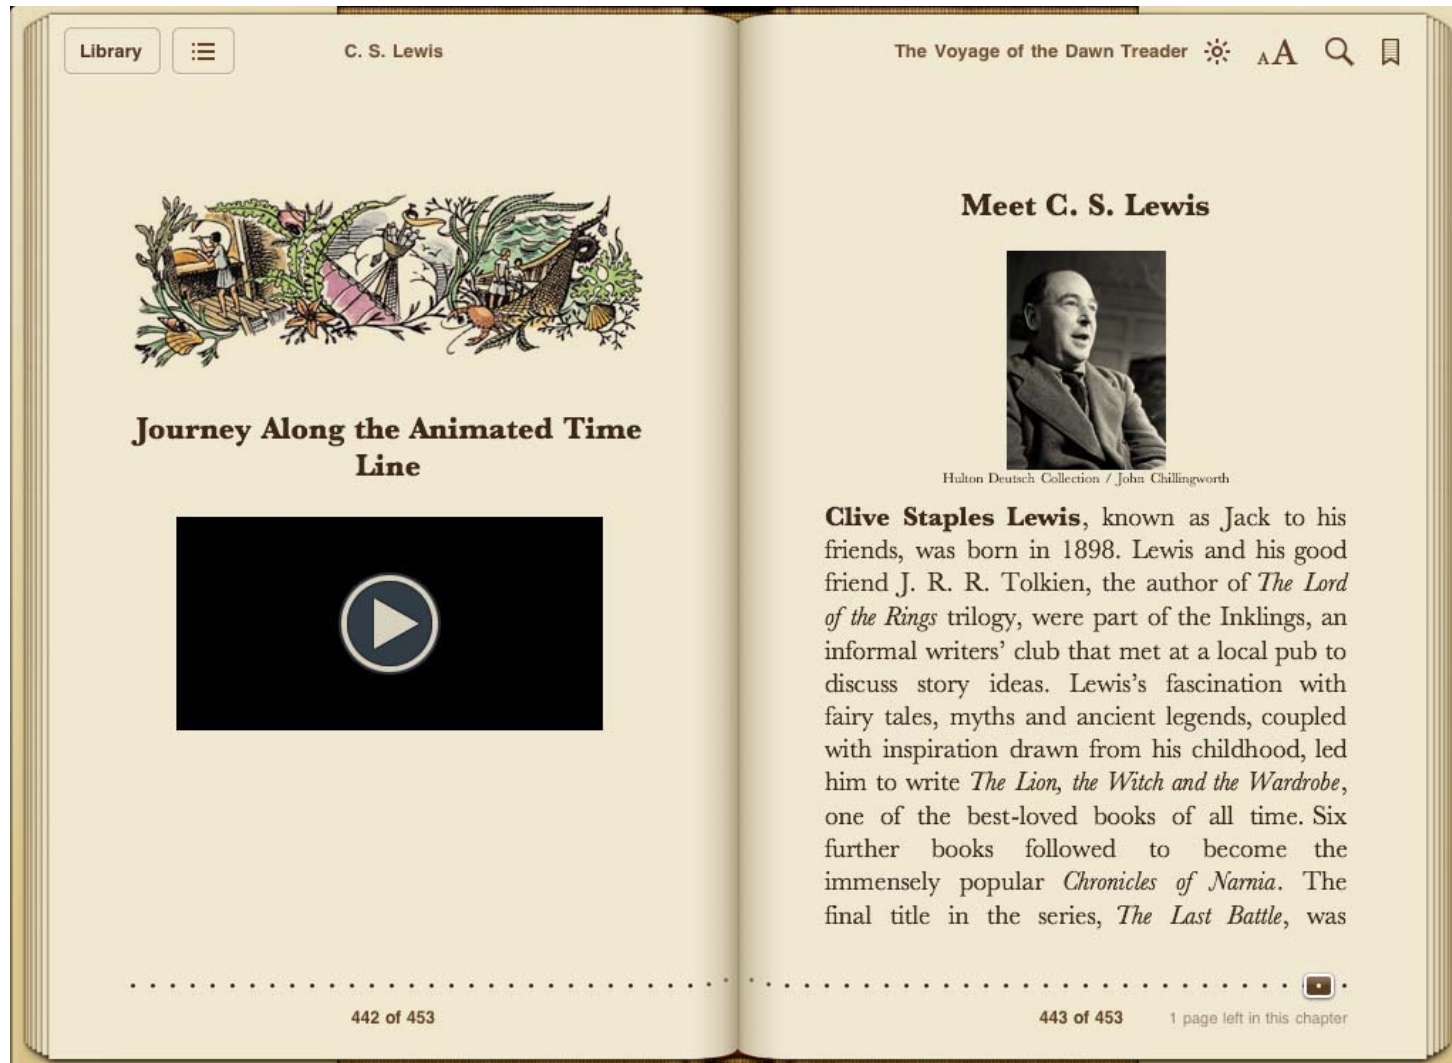 Library
C. S. Lewis
The Voyage of the Dawn Treader
AA
Journey Along the Animated Time
Line
442 of 453
Meet C. S. Lewis
Hulton Deutsch Collection / John Chillingworth
Clive Staples Lewis, known as Jack to his
friends, was born in 1898. Lewis and his good
friend J. R. R. Tolkien, the author of The Lord
of the Rings trilogy, were part of the Inklings, an
informal writers’ club that met at a local pub to
discuss story ideas. Lewis’s fascination with
fairy tales, myths and ancient legends, coupled
with inspiration drawn from his childhood, led
him to write The Lion, the Witch and the Wardrobe,
one of the best-loved books of all time. Six
further books followed to become the
immensely popular Chronicles of Narnia. The
final title in the series, The Last Battle, was
443 of 453
1 page left in this chapter